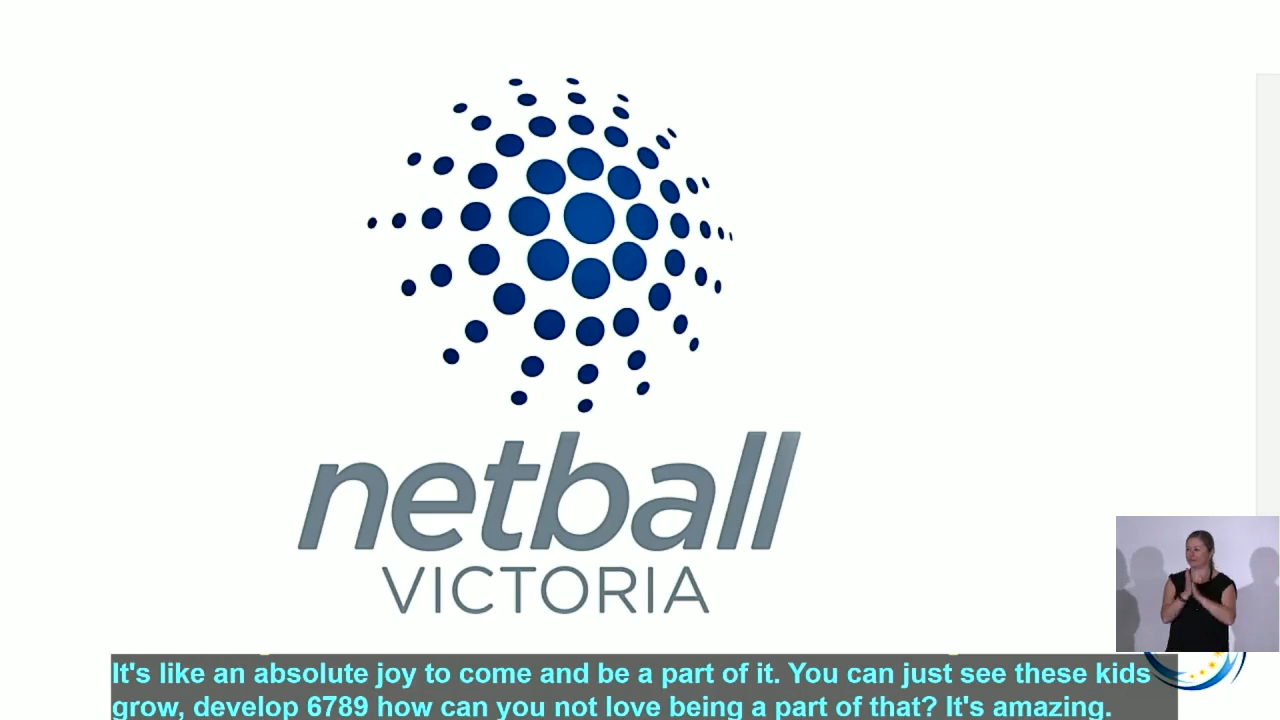 netball
VICTORIA
It's like an absolute joy to come and be a part of it. You can just see these kids
grow, develop 6789 how can you not love being a part of that? It's amazing.